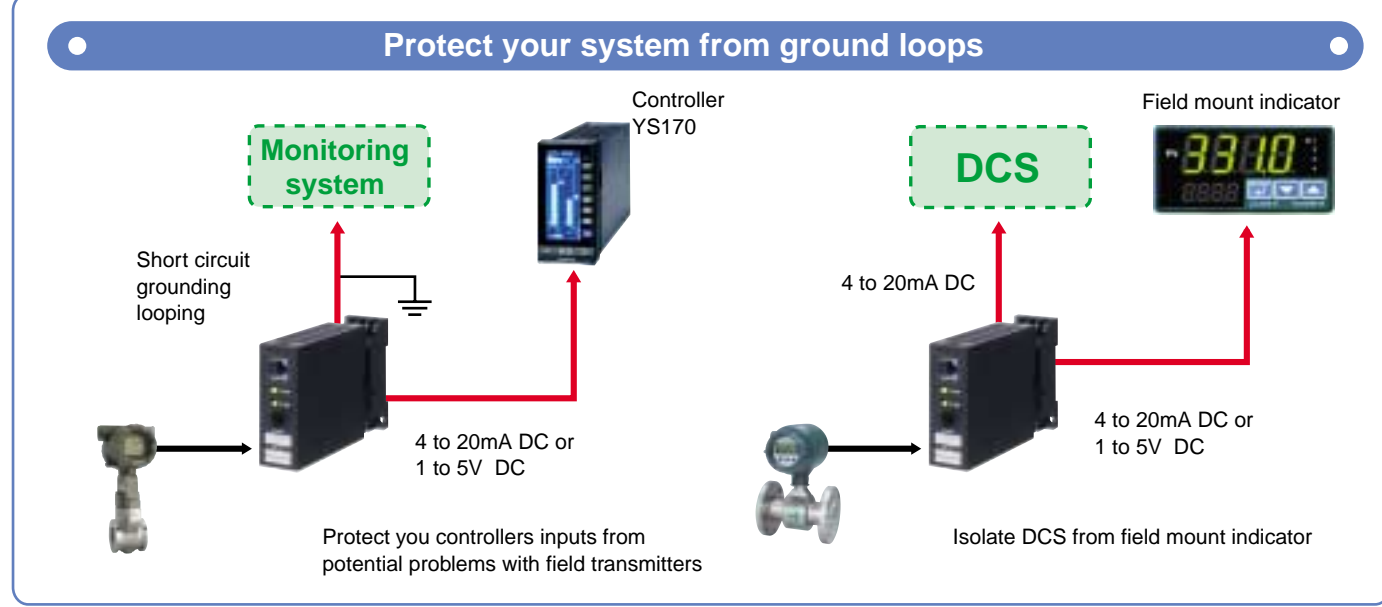 Protect your system from ground loops
Controller
YS170
Monitoring
system
Short circuit
grounding
looping
4 to 20mA DC or
1 to 5V DC
Protect you controllers inputs from
potential problems with field transmitters
Field mount indicator
331.0
DCS
4 to 20mA DC
4 to 20mA DC or
1 to 5V DC
Isolate DCS from field mount indicator